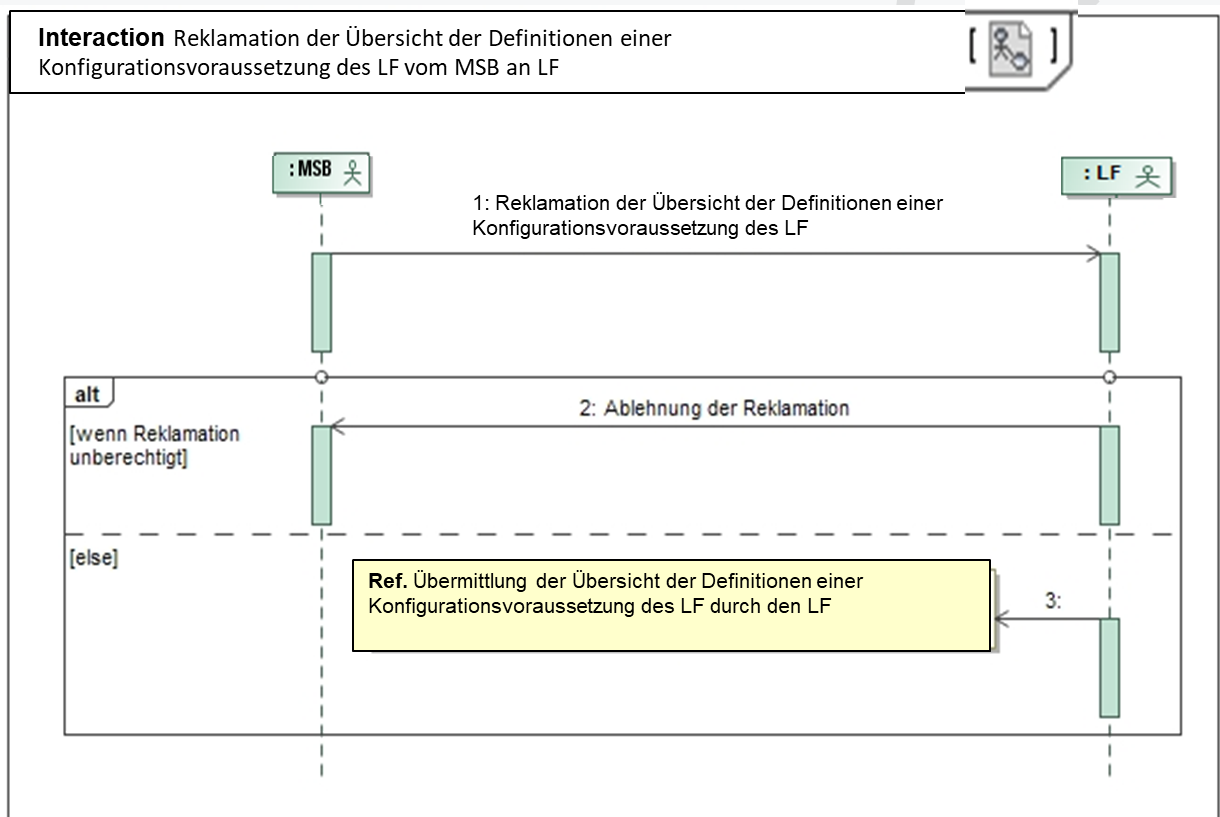 Interaction Reklamation der Übersicht der Definitionen einer
Konfigurationsvoraussetzung des LF vom MSB an LF
[ ]
: MSB
: LF
1: Reklamation der Übersicht der Definitionen einer
Konfigurationsvoraussetzung des LF
alt
2: Ablehnung der Reklamation
[wenn Reklamation
unberechtigt]
[else]
Ref. Übermittlung der Übersicht der Definitionen einer
Konfigurationsvoraussetzung des LF durch den LF
3: